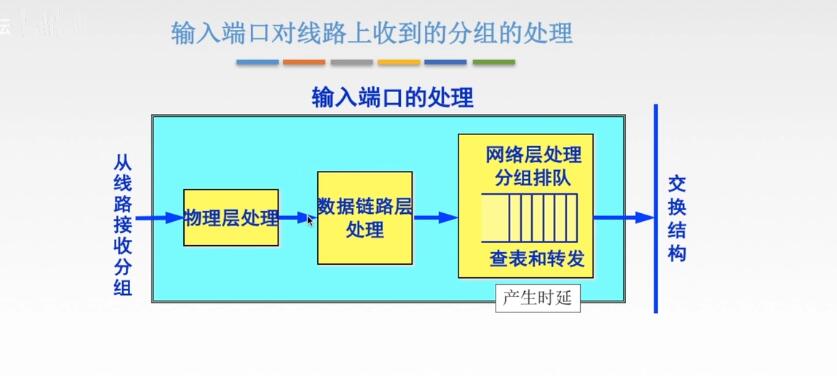 输入端口对线路上收到的分组的处理
输入端口的处理
从线路接收分组
物理层处理
数据链路层
处理
网络层处理
分组排队
查表和转发
产生时延
交换结构